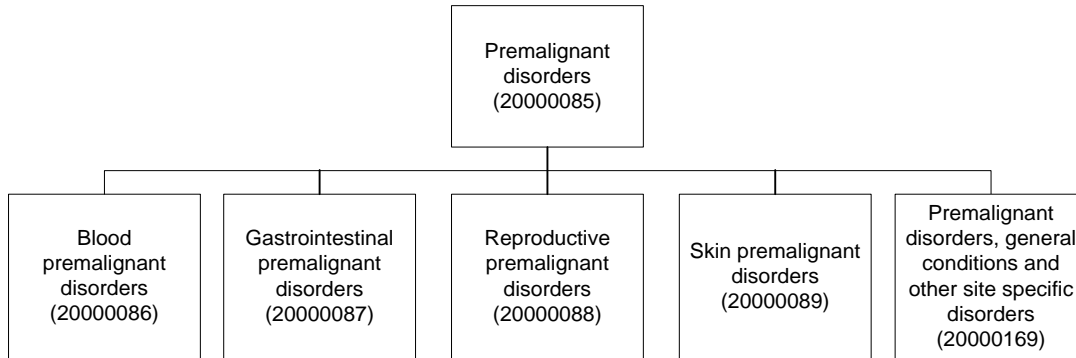 Premalignant
disorders
(20000085)
Blood
premalignant
disorders
(20000086)
Gastrointestinal
premalignant
disorders
(20000087)
Reproductive
premalignant
disorders
(20000088)
Skin premalignant
disorders
(20000089)
Premalignant
disorders, general
conditions and
other site specific
disorders
(20000169)